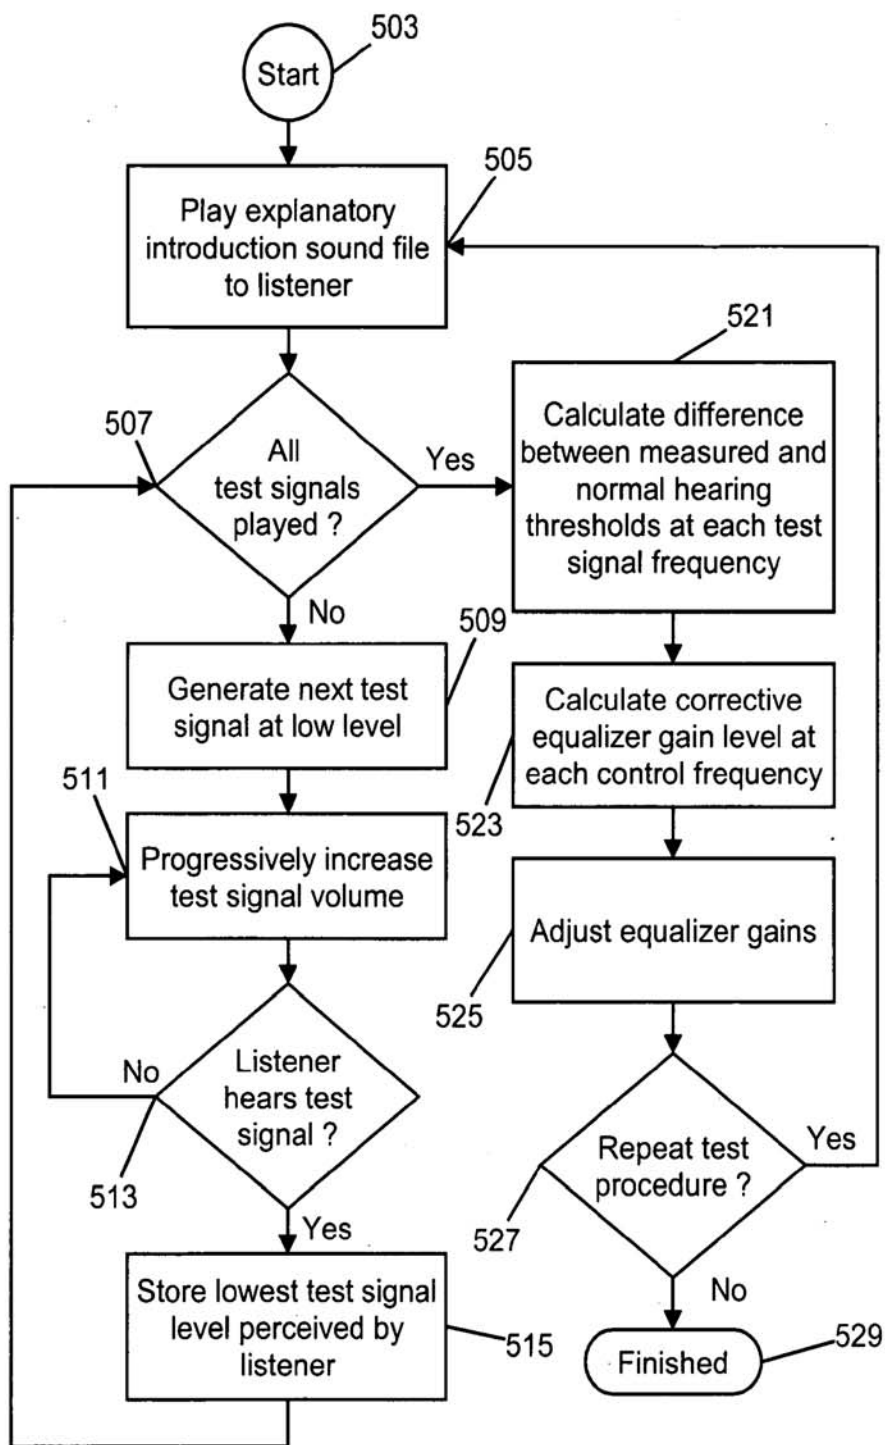 503
Start
505
Play explanatory
introduction sound file
to listener
507
All
test signals
played ?
Yes
No
509
Generate next test
signal at low level
511
Progressively increase
test signal volume
No
Listener
hears test
signal ?
513
Yes
Store lowest test signal
level perceived by
listener
515
521
Calculate difference
between measured and
normal hearing
thresholds at each test
signal frequency
Calculate corrective
equalizer gain level at
each control frequency
523
Adjust equalizer gains
525
Repeat test
procedure ?
Yes
527
No
Finished
529